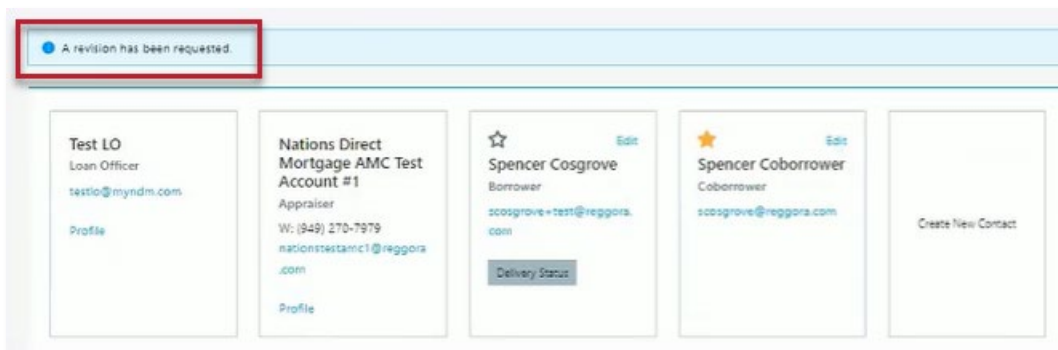 A revision has been requested.
Test LO
Loan Officer
testlo@myndm.com
Profile
Nations Direct
Mortgage AMC Test
Account #1
Appraiser
W: (949) 270-7979
nationstestamc1@reggora
.com
Profile
Edit
Spencer Cosgrove
Borrower
scosgrove+test@reggora.
com
Delivery Status
Edit
Spencer Coborrower
Coborrower
scosgrove@reggora.com
Create New Contact